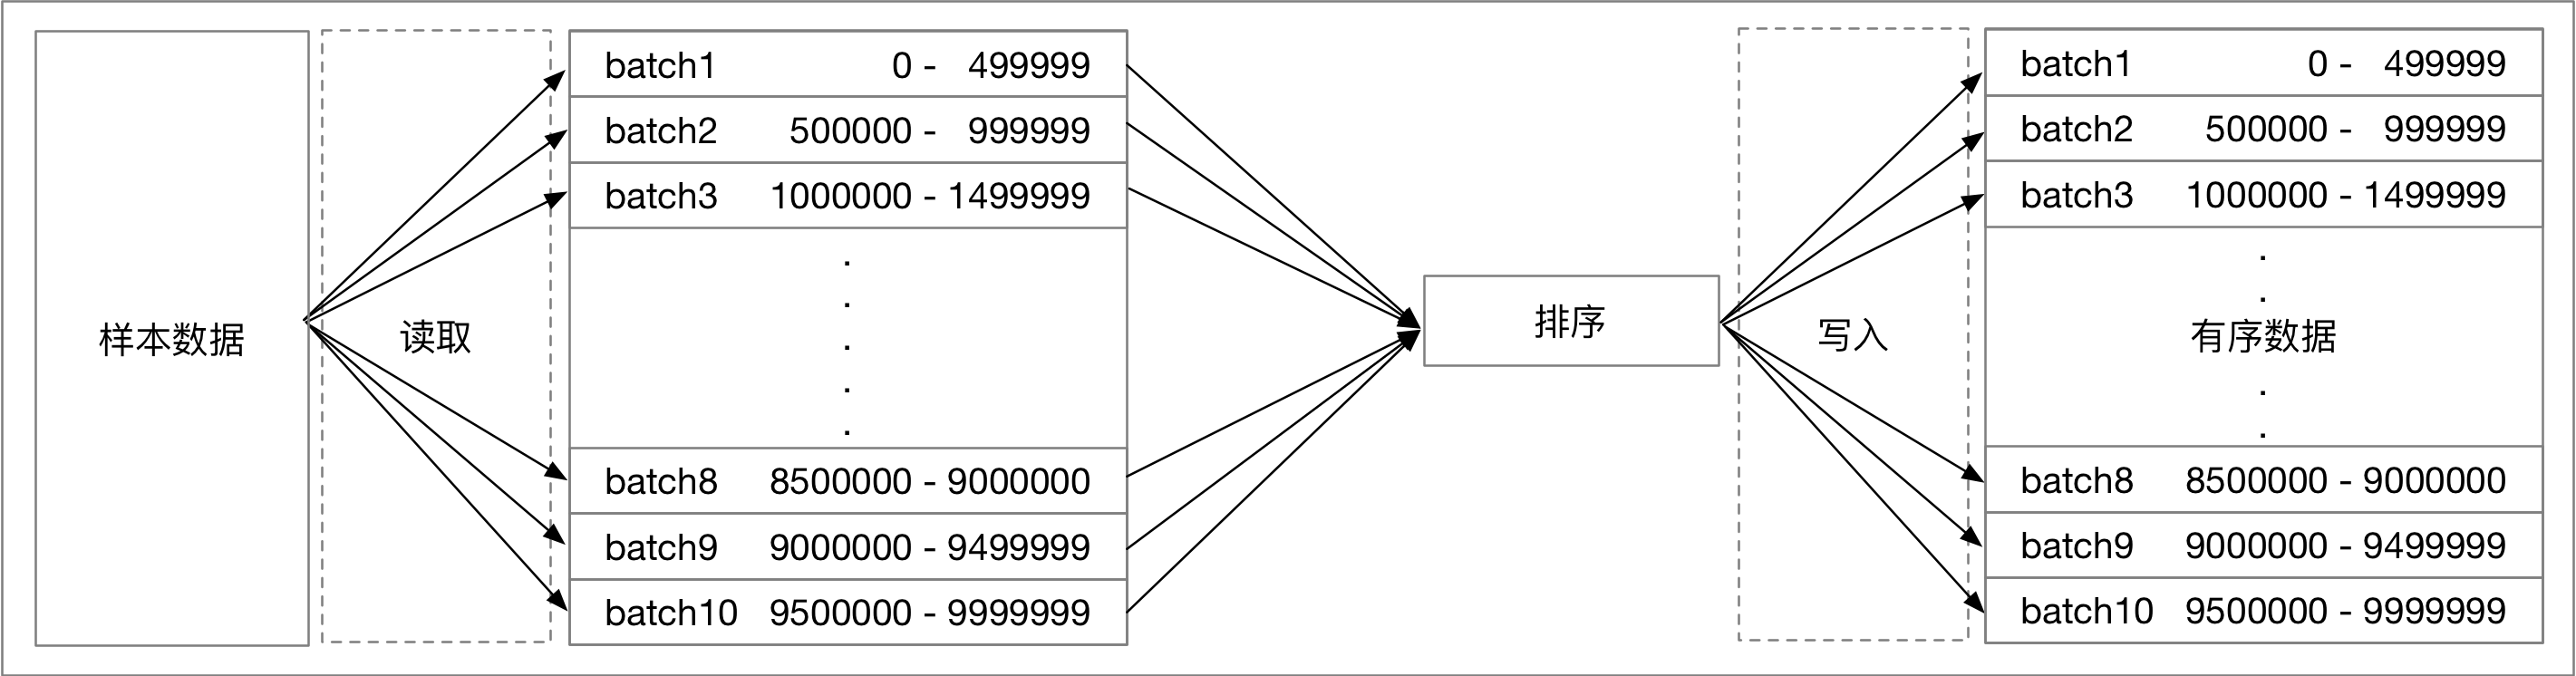 样本数据
读取
batch1 0 - 499999
batch2 500000 - 999999
batch3 1000000 - 1499999
.
.
.
.
.
batch8 8500000 - 9000000
batch9 9000000 - 9499999
batch10 9500000 - 9999999
排序
写入
batch1 0 - 499999
batch2 500000 - 999999
batch3 1000000 - 1499999
.
.
有序数据
.
.
batch8 8500000 - 9000000
batch9 9000000 - 9499999
batch10 9500000 - 9999999